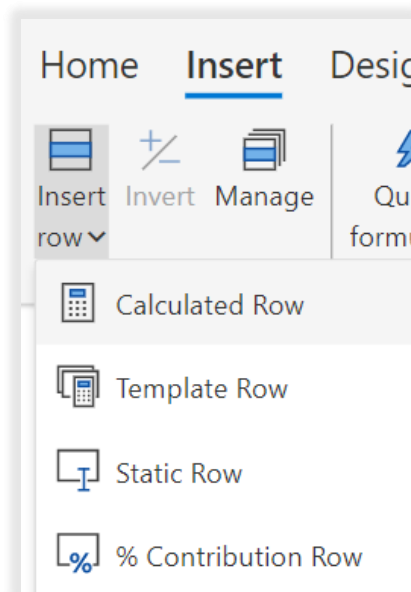 Home Insert
Insert Invert Manage
row
Calculated Row
Template Row
Static Row
% Contribution Row